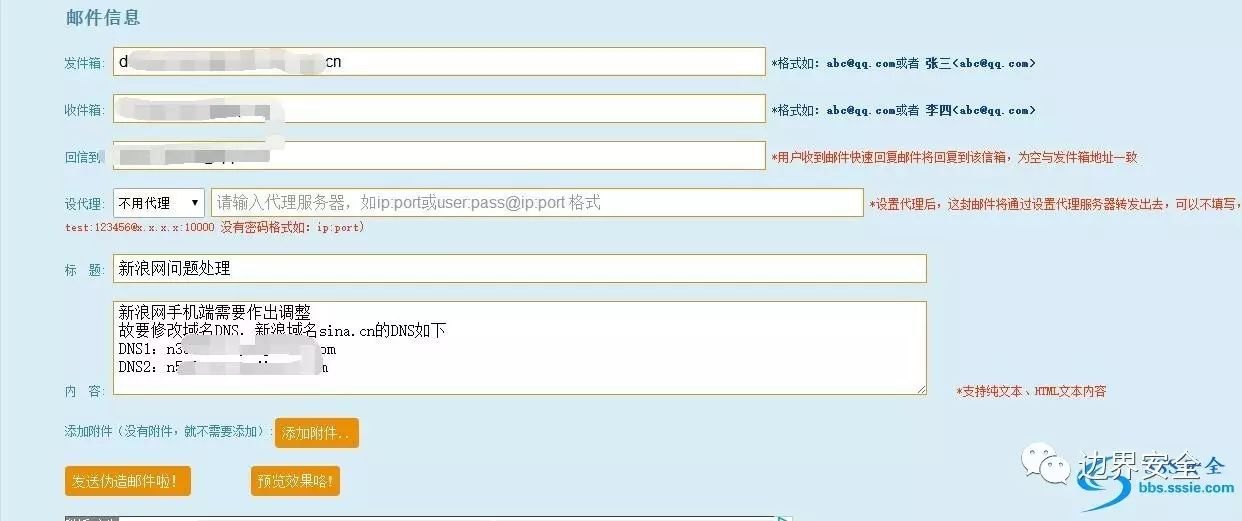 邮件信息
发件箱: d cn *格式如: abc@qq.com或者 张三<abc@qq.com>
收件箱: *格式如: abc@qq.com或者 李四<abc@qq.com>
回信到 *用户收到邮件快速回复邮件将回复到该信箱，为空与发件箱地址一致
设代理: 不用代理 请输入代理服务器，如ip:port或user:pass@ip:port 格式 *设置代理后，这封邮件将通过设置代理服务器转发出去，可以不填写，
test:123456@x.x.x.x:10000 没有密码格式如: ip:port)
标 题: 新浪网问题处理
新浪网手机端需要作出调整
故要修改域名DNS．新浪域名sina.cn的DNS如下
DNS1: n3 om
DNS2: n5 m
内 容: *支持纯文本、HTML文本内容
添加附件（没有附件，就不需要添加）: 添加附件..
发送伪造邮件啦! 预览效果咯!
边界安全
安全
bbs.sssie.com